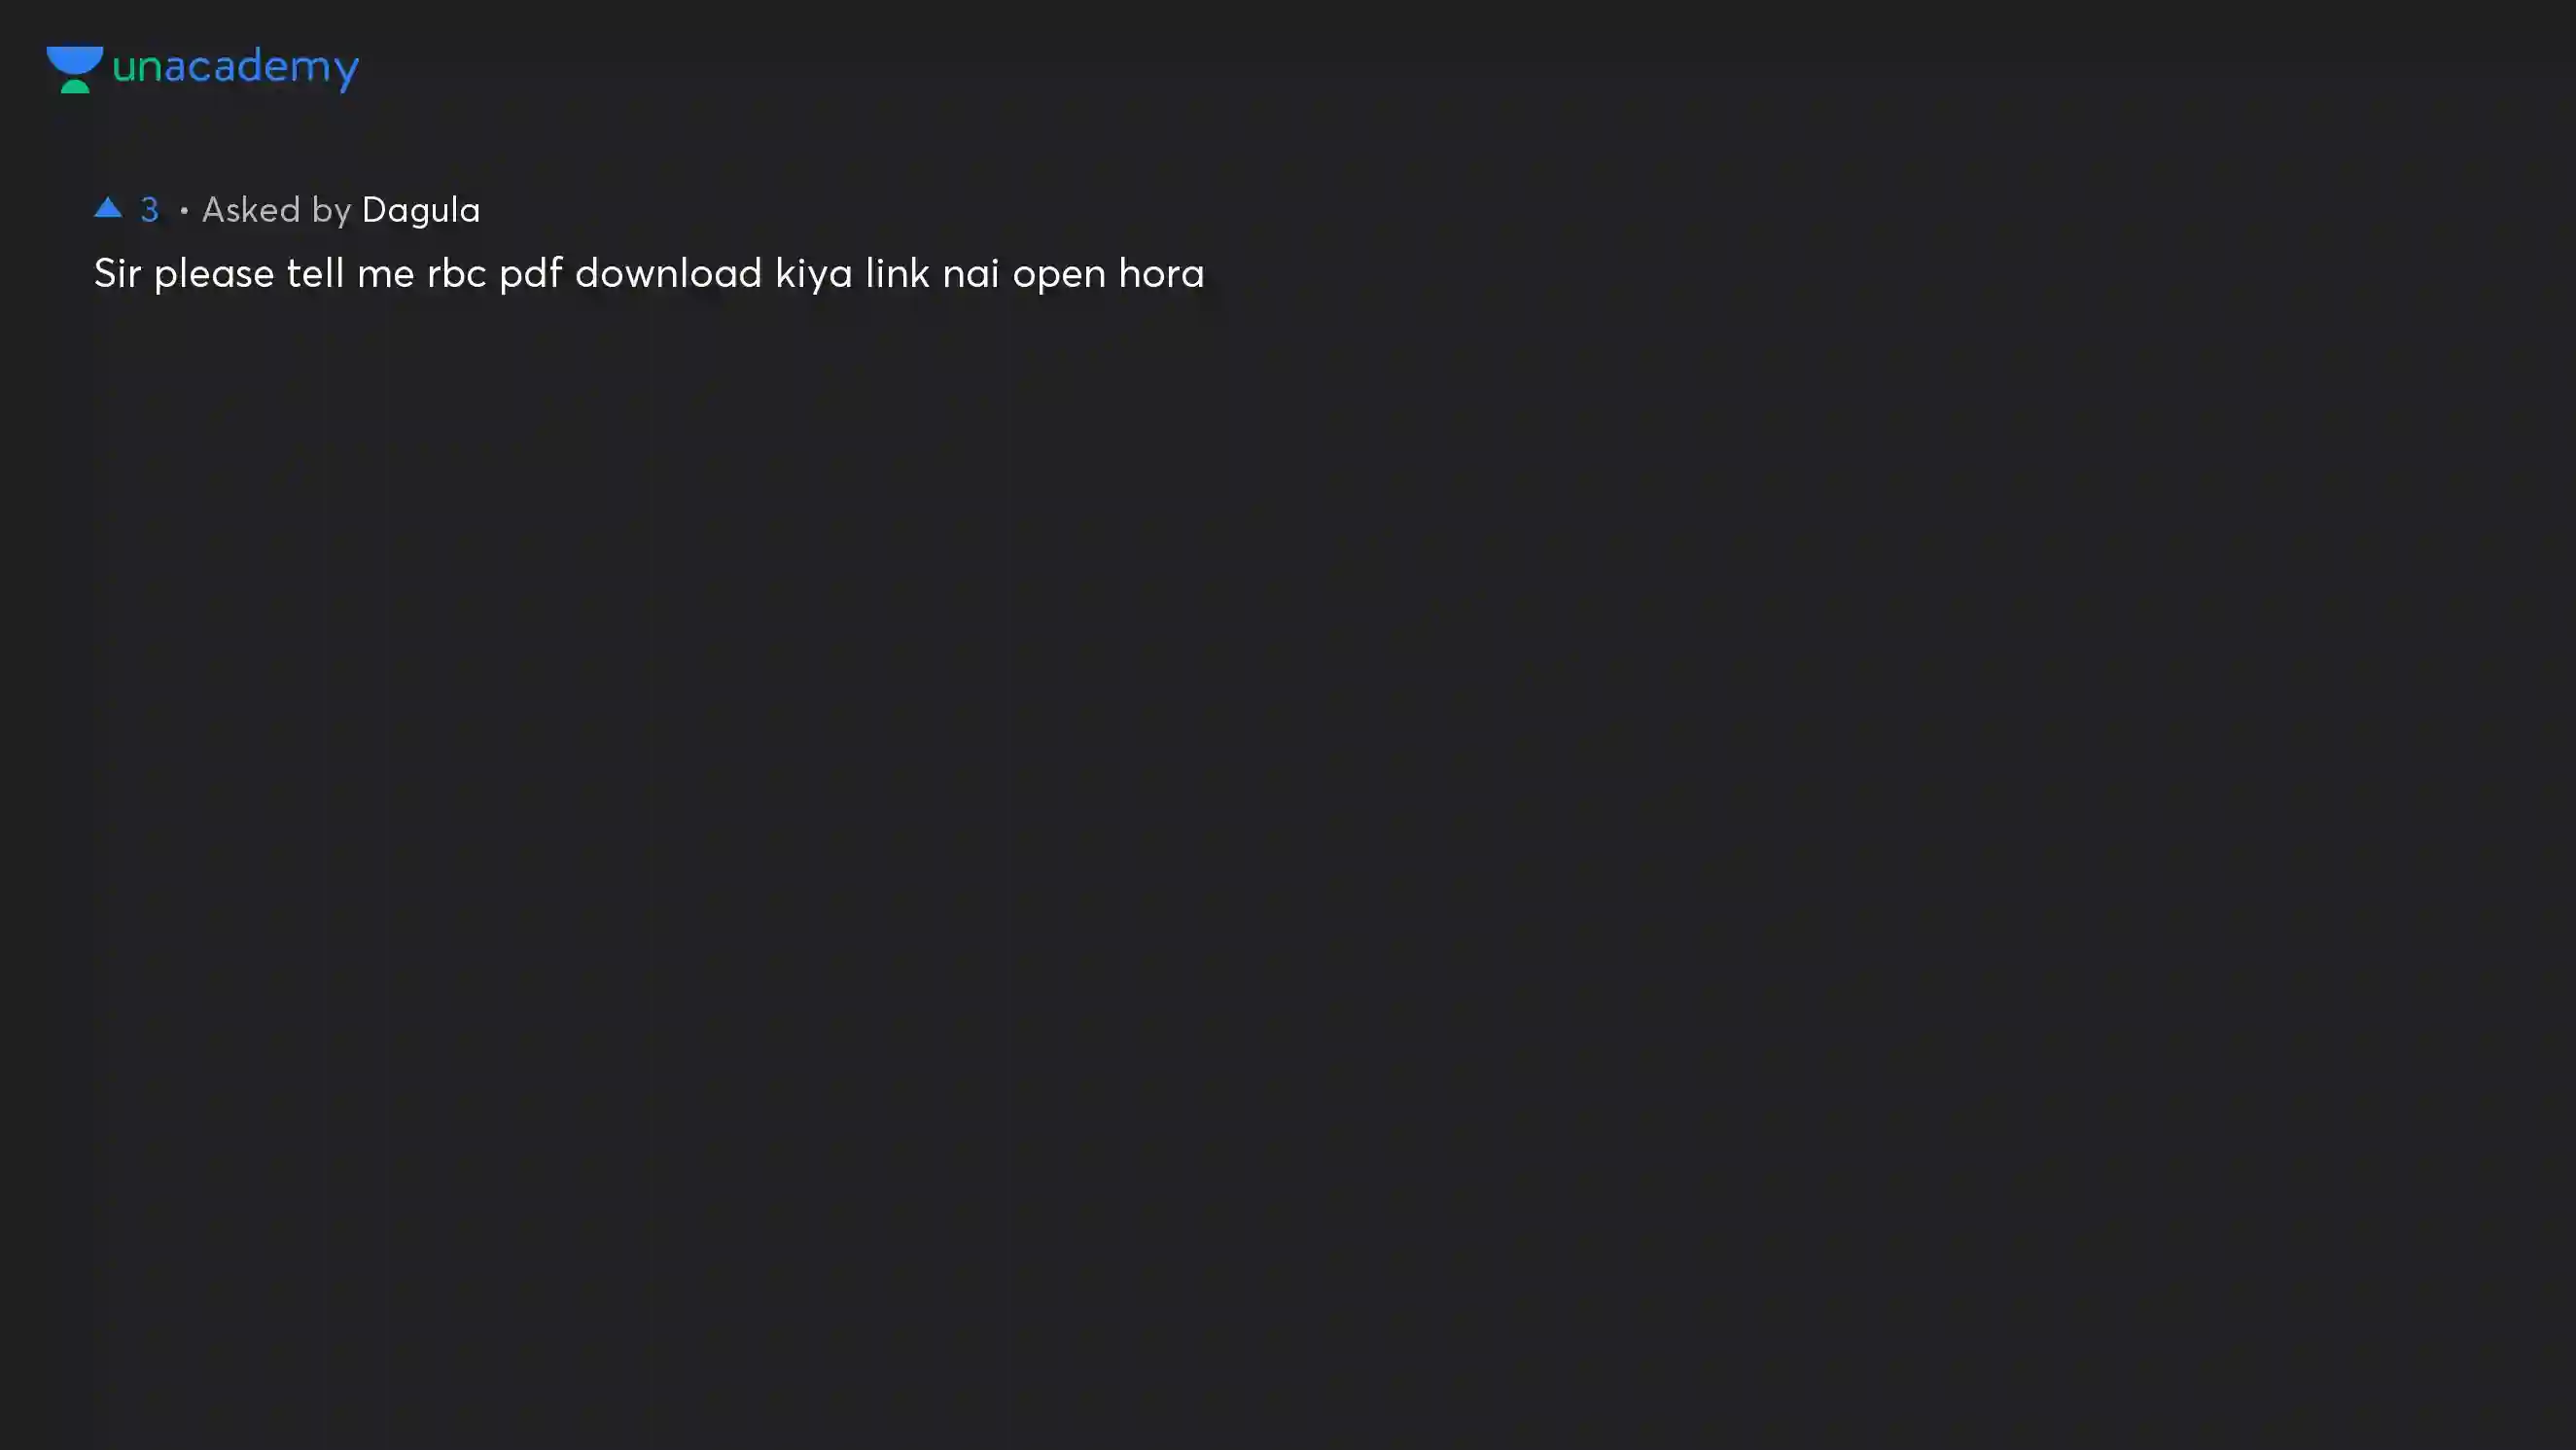 unacademy
3 • Asked by Dagula
Sir please tell me rbc pdf download kiya link nai open hora